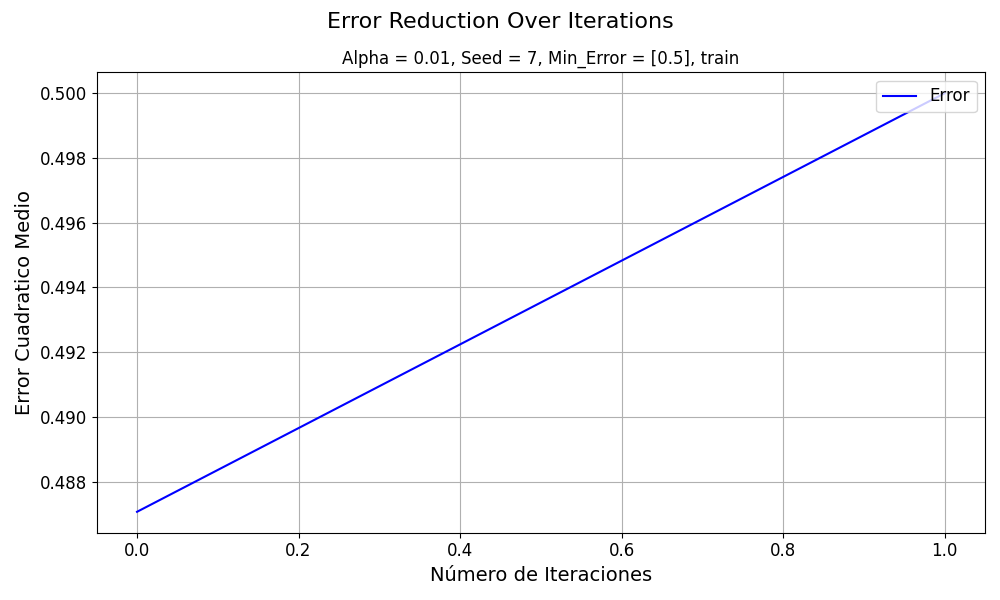 Error Reduction Over Iterations
Alpha = 0.01, Seed = 7, Min_Error = [0.5], train
Error
Error Cuadratico Medio
0.500
0.498
0.496
0.494
0.492
0.490
0.488
0.0 0.2 0.4 0.6 0.8 1.0
Número de Iteraciones